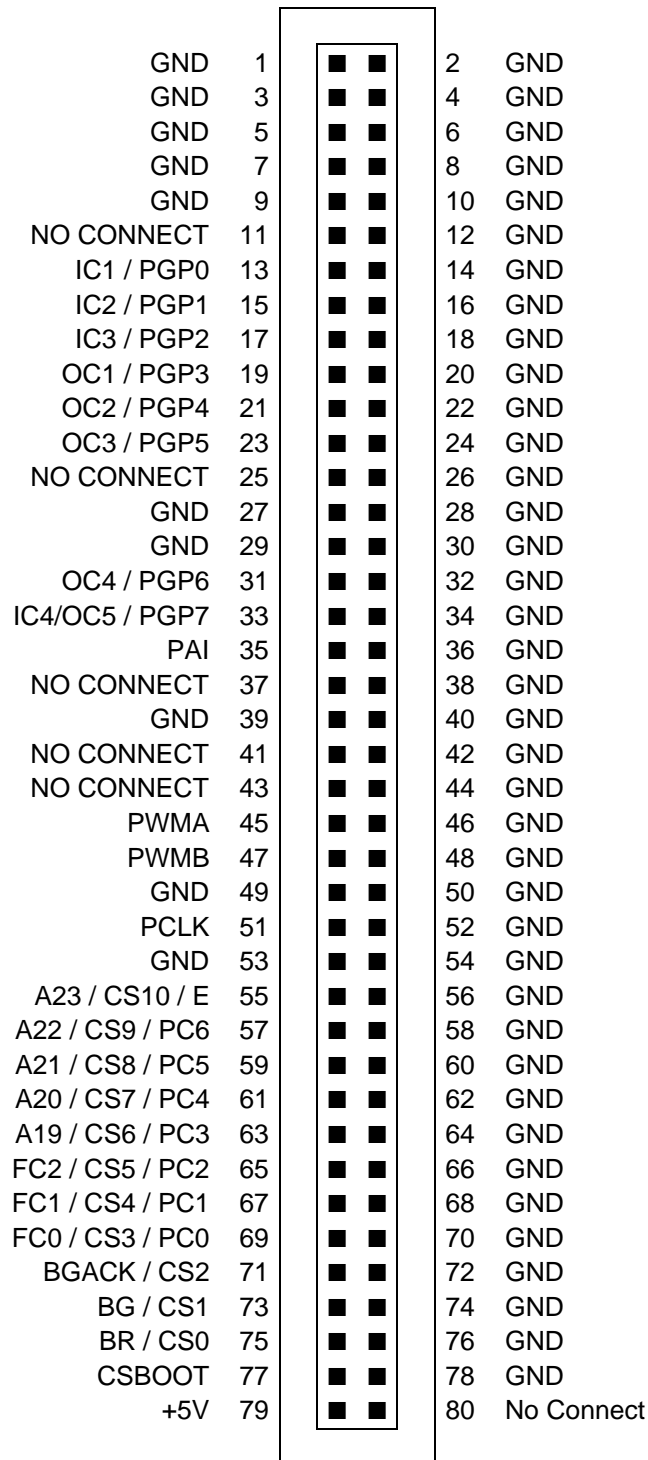 GND 1 2 GND
GND 3 4 GND
GND 5 6 GND
GND 7 8 GND
GND 9 10 GND
NO CONNECT 11 12 GND
IC1 / PGP0 13 14 GND
IC2 / PGP1 15 16 GND
IC3 / PGP2 17 18 GND
OC1 / PGP3 19 20 GND
OC2 / PGP4 21 22 GND
OC3 / PGP5 23 24 GND
NO CONNECT 25 26 GND
GND 27 28 GND
GND 29 30 GND
OC4 / PGP6 31 32 GND
IC4/OC5 / PGP7 33 34 GND
PAI 35 36 GND
NO CONNECT 37 38 GND
GND 39 40 GND
NO CONNECT 41 42 GND
NO CONNECT 43 44 GND
PWMA 45 46 GND
PWMB 47 48 GND
GND 49 50 GND
PCLK 51 52 GND
GND 53 54 GND
A23 / CS10 / E 55 56 GND
A22 / CS9 / PC6 57 58 GND
A21 / CS8 / PC5 59 60 GND
A20 / CS7 / PC4 61 62 GND
A19 / CS6 / PC3 63 64 GND
FC2 / CS5 / PC2 65 66 GND
FC1 / CS4 / PC1 67 68 GND
FC0 / CS3 / PC0 69 70 GND
BGACK / CS2 71 72 GND
BG / CS1 73 74 GND
BR / CS0 75 76 GND
CSBOOT 77 78 GND
+5V 79 80 No Connect